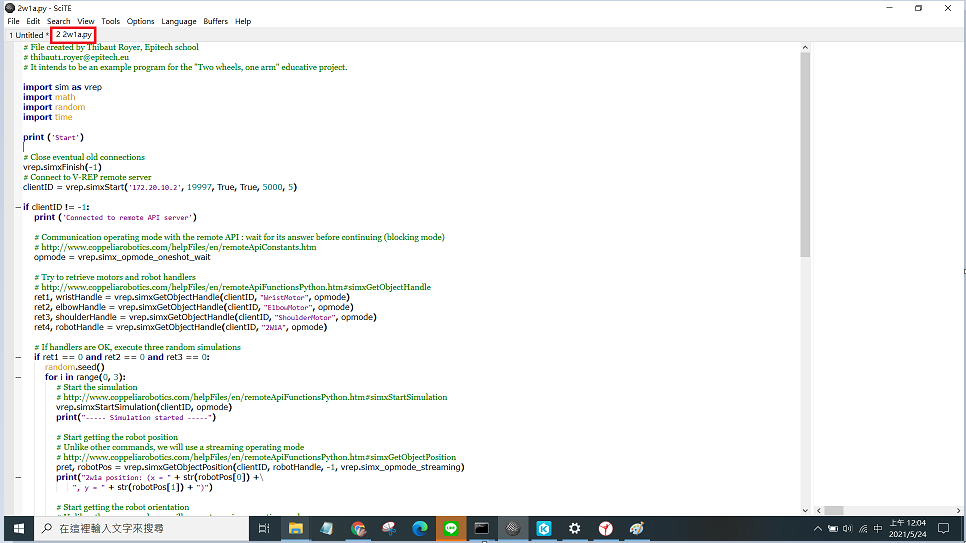 2w1a.py - SciTE
File Edit Search View Tools Options Language Buffers Help
1 Untitled * 2 2w1a.py
# File created by Thibaut Royer, Epitech school
# thibaut1.royer@epitech.eu
# It intends to be an example program for the "Two wheels, one arm" educative project.
import sim as vrep
import math
import random
import time
print ('Start')
# Close eventual old connections
vrep.simxFinish(-1)
# Connect to V-REP remote server
clientID = vrep.simxStart('172.20.10.2', 19997, True, True, 5000, 5)
if clientID != -1:
print ('Connected to remote API server')
# Communication operating mode with the remote API : wait for its answer before continuing (blocking mode)
# http://www.coppeliarobotics.com/helpFiles/en/remoteApiConstants.htm
opmode = vrep.simx_opmode_oneshot_wait
# Try to retrieve motors and robot handlers
# http://www.coppeliarobotics.com/helpFiles/en/remoteApiFunctionsPython.htm#simxGetObjectHandle
ret1, wristHandle = vrep.simxGetObjectHandle(clientID, "WristMotor", opmode)
ret2, elbowHandle = vrep.simxGetObjectHandle(clientID, "ElbowMotor", opmode)
ret3, shoulderHandle = vrep.simxGetObjectHandle(clientID, "ShoulderMotor", opmode)
ret4, robotHandle = vrep.simxGetObjectHandle(clientID, "2W1A", opmode)
# If handlers are OK, execute three random simulations
if ret1 == 0 and ret2 == 0 and ret3 == 0:
random.seed()
for i in range(0, 3):
# Start the simulation
# http://www.coppeliarobotics.com/helpFiles/en/remoteApiFunctionsPython.htm#simxStartSimulation
vrep.simxStartSimulation(clientID, opmode)
print("----- Simulation started -----")
# Start getting the robot position
# Unlike other commands, we will use a streaming operating mode
# http://www.coppeliarobotics.com/helpFiles/en/remoteApiFunctionsPython.htm#simxGetObjectPosition
pret, robotPos = vrep.simxGetObjectPosition(clientID, robotHandle, -1, vrep.simx_opmode_streaming)
print("2w1a position: (x = " + str(robotPos[0]) +\
", y = " + str(robotPos[1]) + ")")
# Start getting the robot orientation
在這裡輸入文字來搜尋
中
上午 12:04
2021/5/24